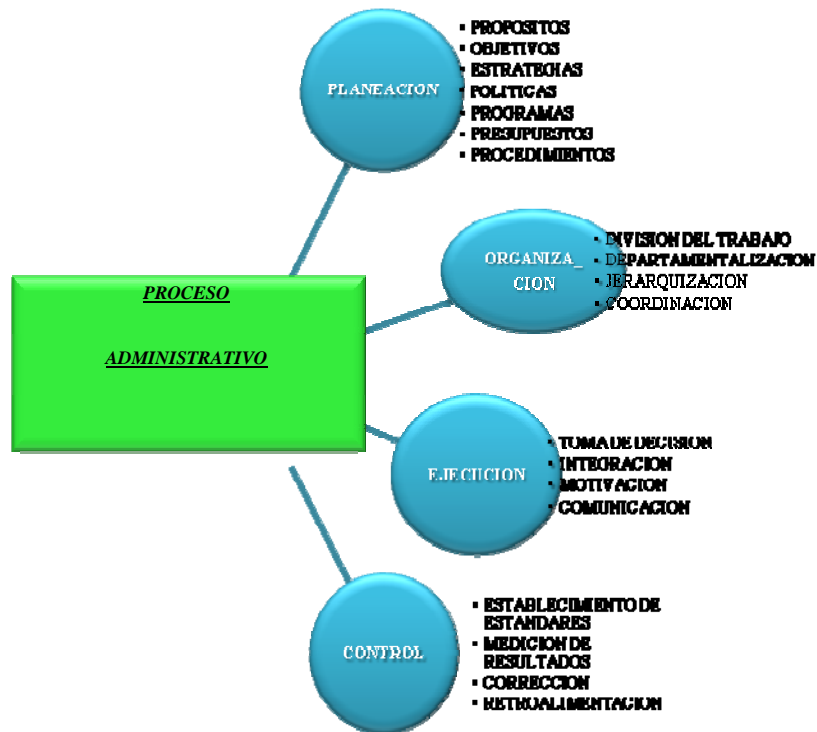 PLANEACION
▪ PROPOSITOS
▪ OBJETIVOS
▪ ESTRATEGIAS
▪ POLITICAS
▪ PROGRAMAS
▪ PRESUPUESTOS
▪ PROCEDIMIENTOS
ORGANIZA_
CION
▪ DIVISION DEL TRABAJO
▪ DEPARTAMENTALIZACION
▪ JERARQUIZACION
▪ COORDINACION
PROCESO
ADMINISTRATIVO
EJECUCION
▪ TOMA DE DECISION
▪ INTEGRACION
▪ MOTIVACION
▪ COMUNICACION
CONTROL
▪ ESTABLECIMIENTO DE
ESTANDARES
▪ MEDICION DE
RESULTADOS
▪ CORRECCION
▪ RETROALIMENTACION